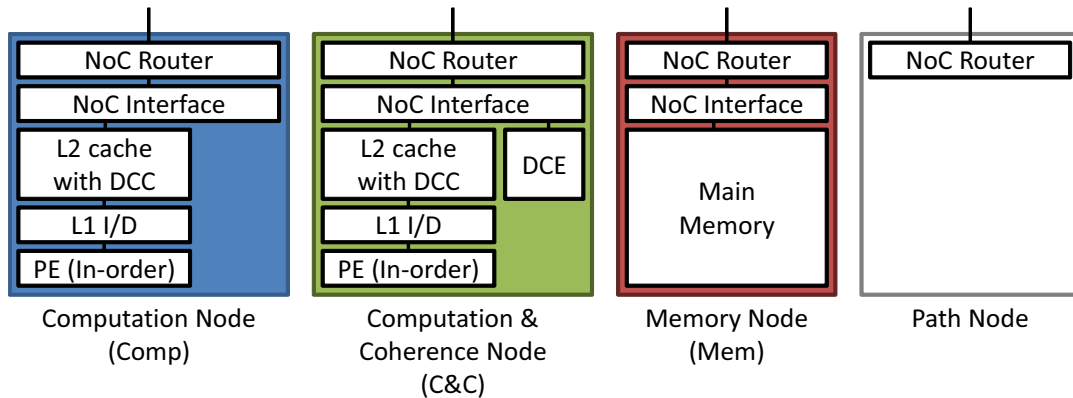 NoC Router
NoC Interface
L2 cache
with DCC
L1 I/D
PE (In-order)
Computation Node
(Comp)
NoC Router
NoC Interface
L2 cache
with DCC
DCE
L1 I/D
PE (In-order)
Computation &
Coherence Node
(C&C)
NoC Router
NoC Interface
Main
Memory
Memory Node
(Mem)
NoC Router
Path Node